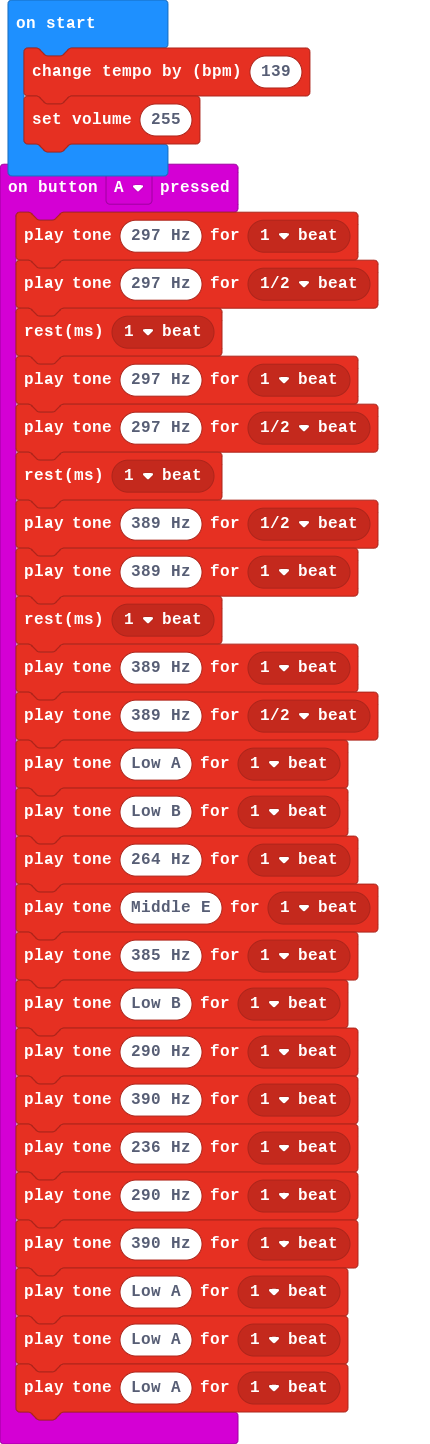 on start
change tempo by (bpm) 139
set volume 255
on button A pressed
play tone 297 Hz for 1 beat
play tone 297 Hz for 1/2 beat
rest(ms) 1 beat
play tone 297 Hz for 1 beat
play tone 297 Hz for 1/2 beat
rest(ms) 1 beat
play tone 389 Hz for 1/2 beat
play tone 389 Hz for 1 beat
rest(ms) 1 beat
play tone 389 Hz for 1 beat
play tone 389 Hz for 1/2 beat
play tone Low A for 1 beat
play tone Low B for 1 beat
play tone 264 Hz for 1 beat
play tone Middle E for 1 beat
play tone 385 Hz for 1 beat
play tone Low B for 1 beat
play tone 290 Hz for 1 beat
play tone 390 Hz for 1 beat
play tone 236 Hz for 1 beat
play tone 290 Hz for 1 beat
play tone 390 Hz for 1 beat
play tone Low A for 1 beat
play tone Low A for 1 beat
play tone Low A for 1 beat